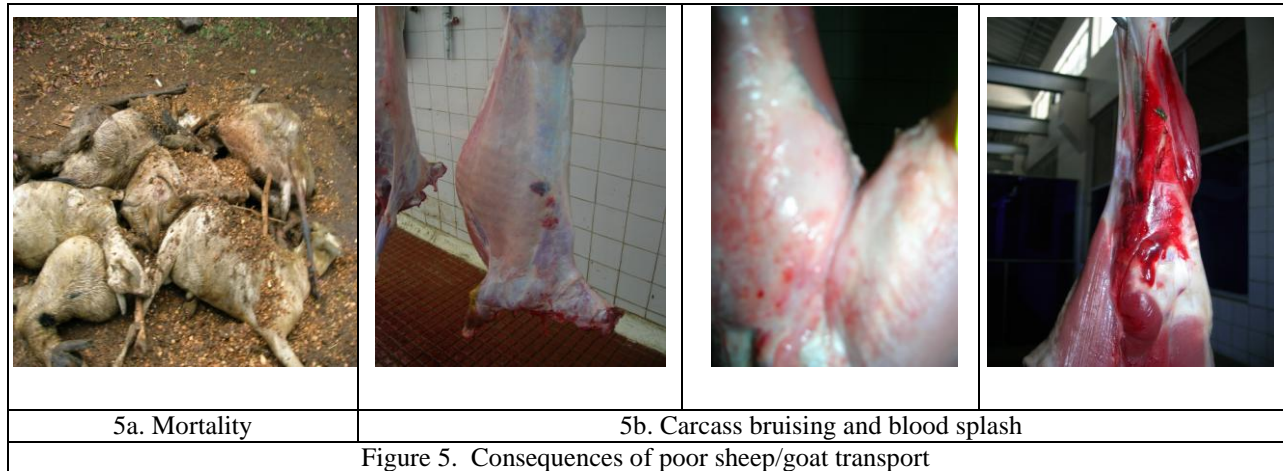 5a. Mortality
5b. Carcass bruising and blood splash
Figure 5. Consequences of poor sheep/goat transport